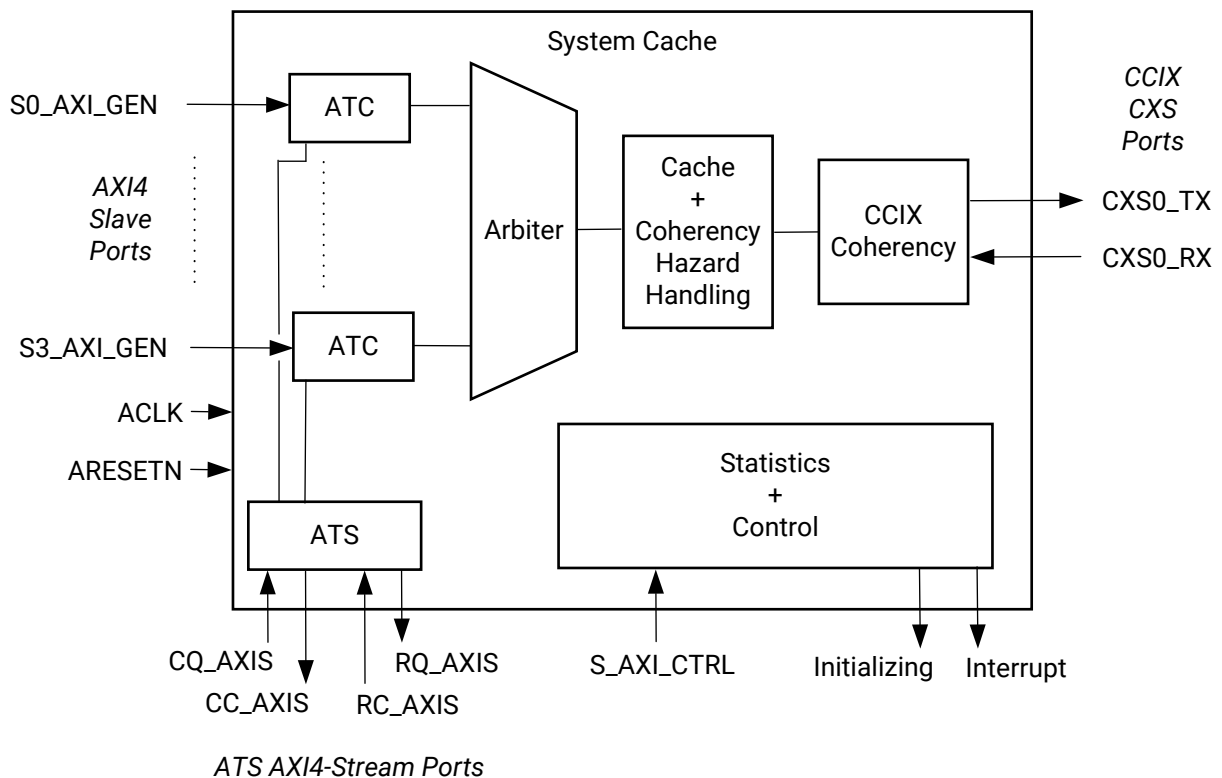 System Cache
CCIX
CXS
Ports
S0_AXI_GEN
ATC
AXI4
Slave
Ports
Arbiter
Cache
+
Coherency
Hazard
Handling
CCIX
Coherency
CXS0_TX
CXS0_RX
S3_AXI_GEN
ATC
ACLK
ARESETN
Statistics
+
Control
ATS
CQ_AXIS
RQ_AXIS
CC_AXIS
RC_AXIS
S_AXI_CTRL
Initializing
Interrupt
ATS AXI4-Stream Ports